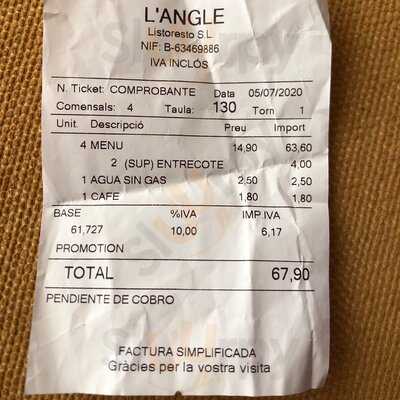 L'ANGLE
Listoresto S.L
NIF: B-63469886
IVA INCLÓS
N. Ticket: COMPROBANTE Data 05/07/2020
Comensals: 4 Taula: 130 Torn 1
Unit. Descripció Preu Import
4 MENU 14,90 63,60
2 (SUP) ENTRECOTE 4,00
1 AGUA SIN GAS 2,50 2,50
1 CAFE 1,80 1,80
BASE %IVA IMP.IVA
61,727 10,00 6,17
PROMOTION
TOTAL 67,90
PENDIENTE DE COBRO
FACTURA SIMPLIFICADA
"Gràcies per la vostra visita